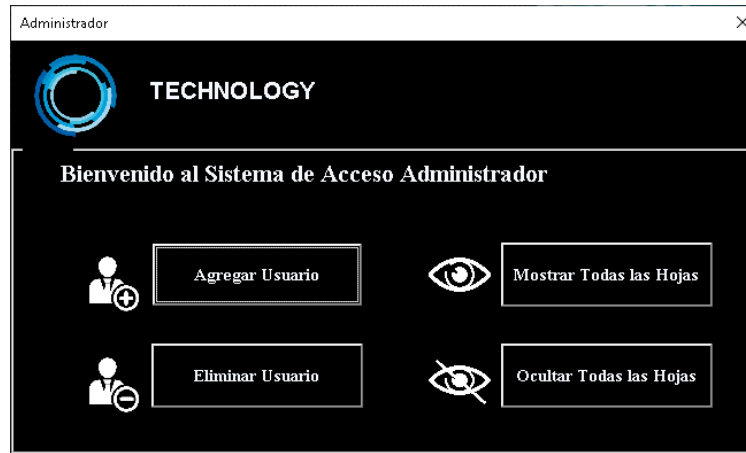 Administrador
TECHNOLOGY
Bienvenido al Sistema de Acceso Administrador
Agregar Usuario
Mostrar Todas las Hojas
Eliminar Usuario
Ocultar Todas las Hojas